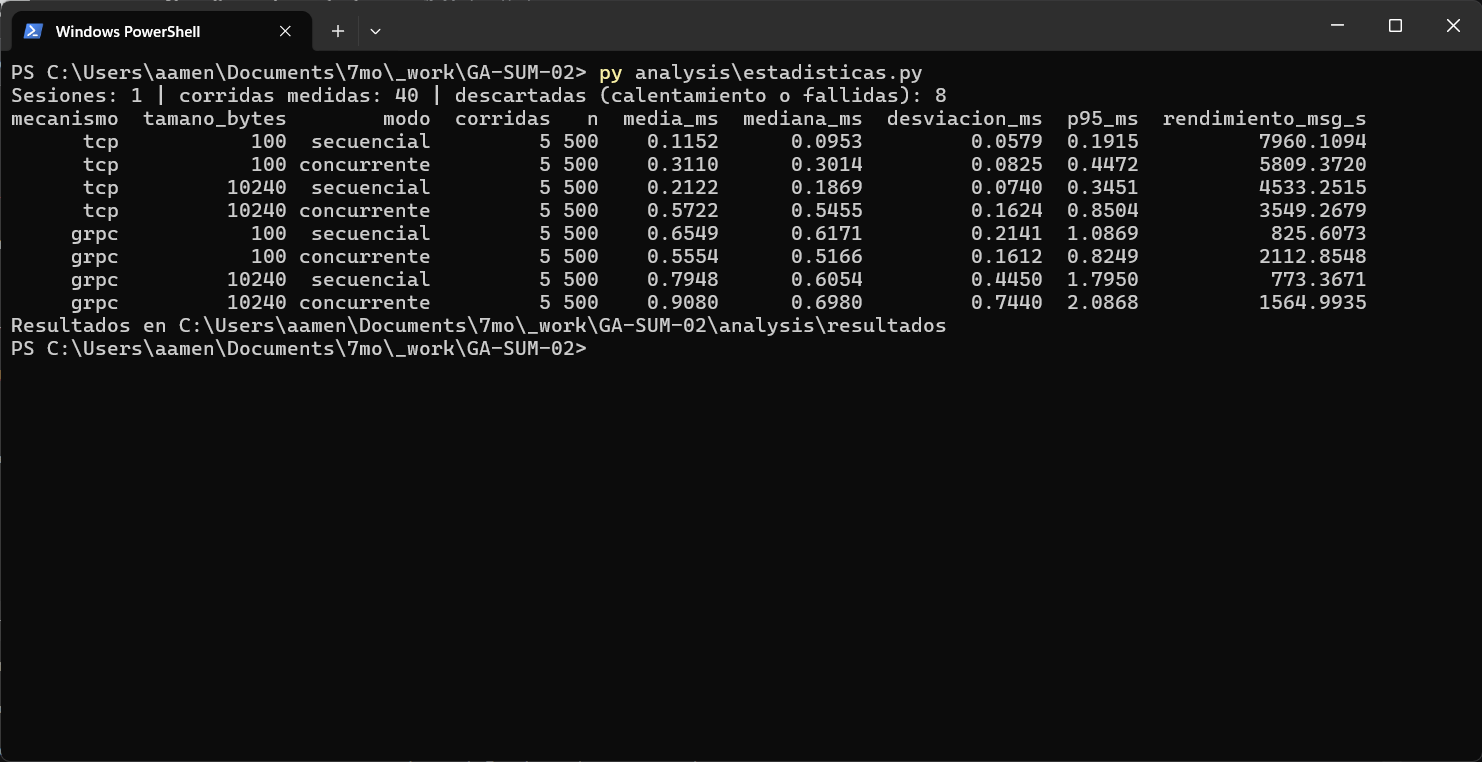 Windows PowerShell
PS C:\Users\aamen\Documents\7mo\_work\GA-SUM-02> py analysis\estadisticas.py
Sesiones: 1 | corridas medidas: 40 | descartadas (calentamiento o fallidas): 8
mecanismo  tamano_bytes        modo  corridas   n  media_ms  mediana_ms  desviacion_ms  p95_ms  rendimiento_msg_s
      tcp           100  secuencial         5 500    0.1152      0.0953         0.0579  0.1915          7960.1094
      tcp           100 concurrente         5 500    0.3110      0.3014         0.0825  0.4472          5809.3720
      tcp         10240  secuencial         5 500    0.2122      0.1869         0.0740  0.3451          4533.2515
      tcp         10240 concurrente         5 500    0.5722      0.5455         0.1624  0.8504          3549.2679
     grpc           100  secuencial         5 500    0.6549      0.6171         0.2141  1.0869           825.6073
     grpc           100 concurrente         5 500    0.5554      0.5166         0.1612  0.8249          2112.8548
     grpc         10240  secuencial         5 500    0.7948      0.6054         0.4450  1.7950           773.3671
     grpc         10240 concurrente         5 500    0.9080      0.6980         0.7440  2.0868          1564.9935
Resultados en C:\Users\aamen\Documents\7mo\_work\GA-SUM-02\analysis\resultados
PS C:\Users\aamen\Documents\7mo\_work\GA-SUM-02>